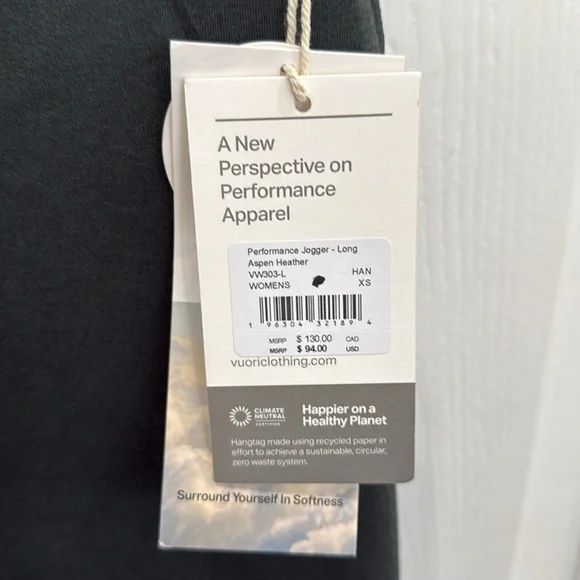 A New
Perspective on
Performance
Apparel
Performance Jogger - Long
Aspen Heather
VW303-L HAN
WOMENS XS
1 96304 32189 4
MSRP $ 130.00 CAD
MSRP $ 94.00 USD
vuoriclothing.com
CLIMATE
NEUTRAL
CERTIFIED
Happier on a
Healthy Planet
Hangtag made using recycled paper in
effort to achieve a sustainable, circular,
zero waste system.
Surround Yourself In Softness